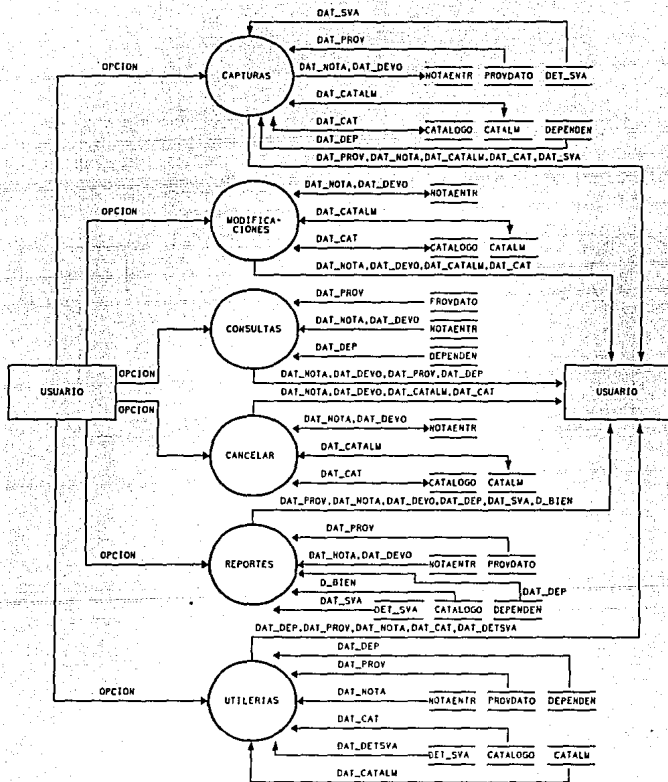 DAT_SVA
DAT_PROV
OPCION
CAPTURAS
DAT_NOTA,DAT_DEVO
NOTAENTR PROVDATO DET_SVA
DAT_CATALM
DAT_CAT
CATALOGO CATALM DEPENDEN
DAT_DEP
DAT_PROV,DAT_NOTA,DAT_CATALM,DAT_CAT,DAT_SVA
DAT_NOTA,DAT_DEVO
NOTAENTR
OPCION
MODIFICA-
CIONES
DAT_CATALM
DAT_CAT
CATALOGO CATALM
DAT_NOTA,DAT_DEVO,DAT_CATALM,DAT_CAT
DAT_PROV
PROVDATO
CONSULTAS
DAT_NOTA,DAT_DEVO
NOTAENTR
DAT_DEP
DEPENDEN
OPCION
DAT_NOTA,DAT_DEVO,DAT_PROV,DAT_DEP
USUARIO
USUARIO
OPCION
DAT_NOTA,DAT_DEVO,DAT_CATALM,DAT_CAT
DAT_NOTA,DAT_DEVO
NOTAENTR
CANCELAR
DAT_CATALM
DAT_CAT
CATALOGO CATALM
DAT_PROV,DAT_NOTA,DAT_DEVO,DAT_DEP,DAT_SVA,D_BIEN
DAT_PROV
OPCION
REPORTES
DAT_NOTA,DAT_DEVO
NOTAENTR PROVDATO
D_BIEN
DAT_DEP
DAT_SVA
DET_SVA CATALOGO DEPENDEN
DAT_DEP,DAT_PROV,DAT_NOTA,DAT_CAT,DAT_DETSVA
DAT_DEP
DAT_PROV
OPCION
UTILERIAS
DAT_NOTA
NOTAENTR PROVDATO DEPENDEN
DAT_CAT
DAT_DETSVA
DET_SVA CATALOGO CATALM
DAT_CATALM